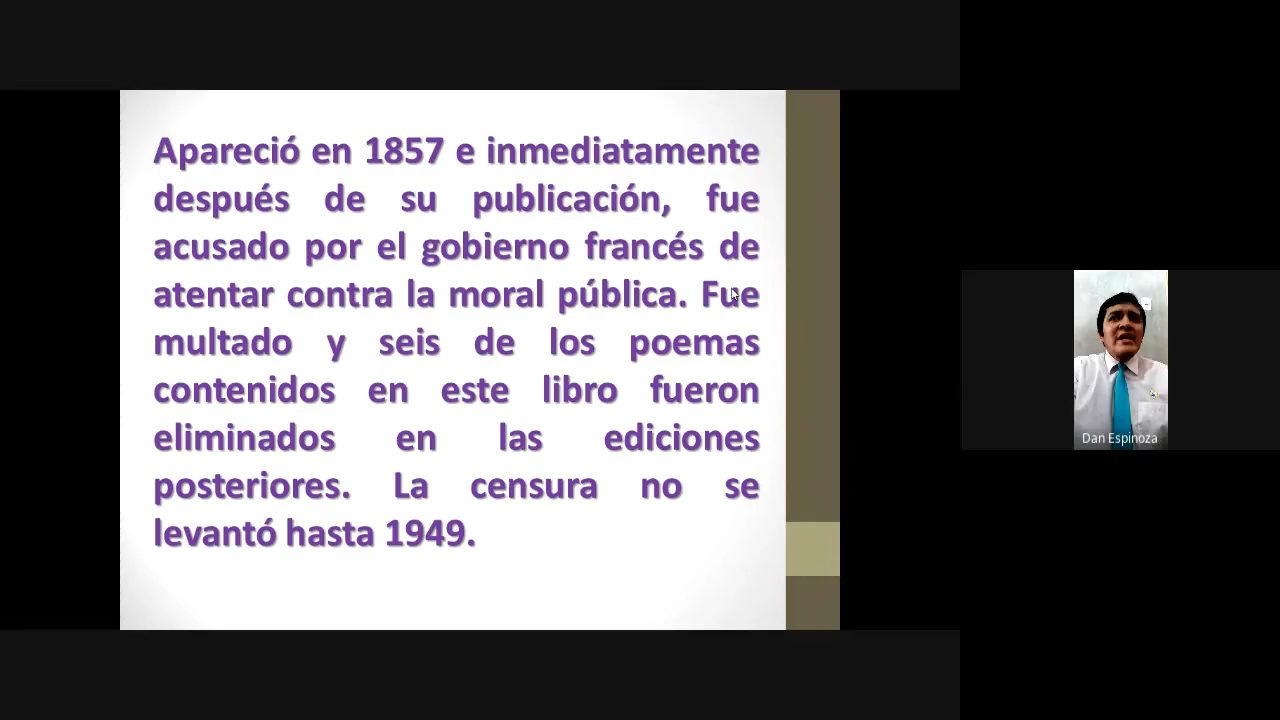 Apareció en 1857 e inmediatamente
después de su publicación, fue
acusado por el gobierno francés de
atentar contra la moral pública. Fue
multado y seis de los poemas
contenidos en este libro fueron
eliminados en las ediciones
posteriores. La censura no se
levantó hasta 1949.
Dan Espinoza